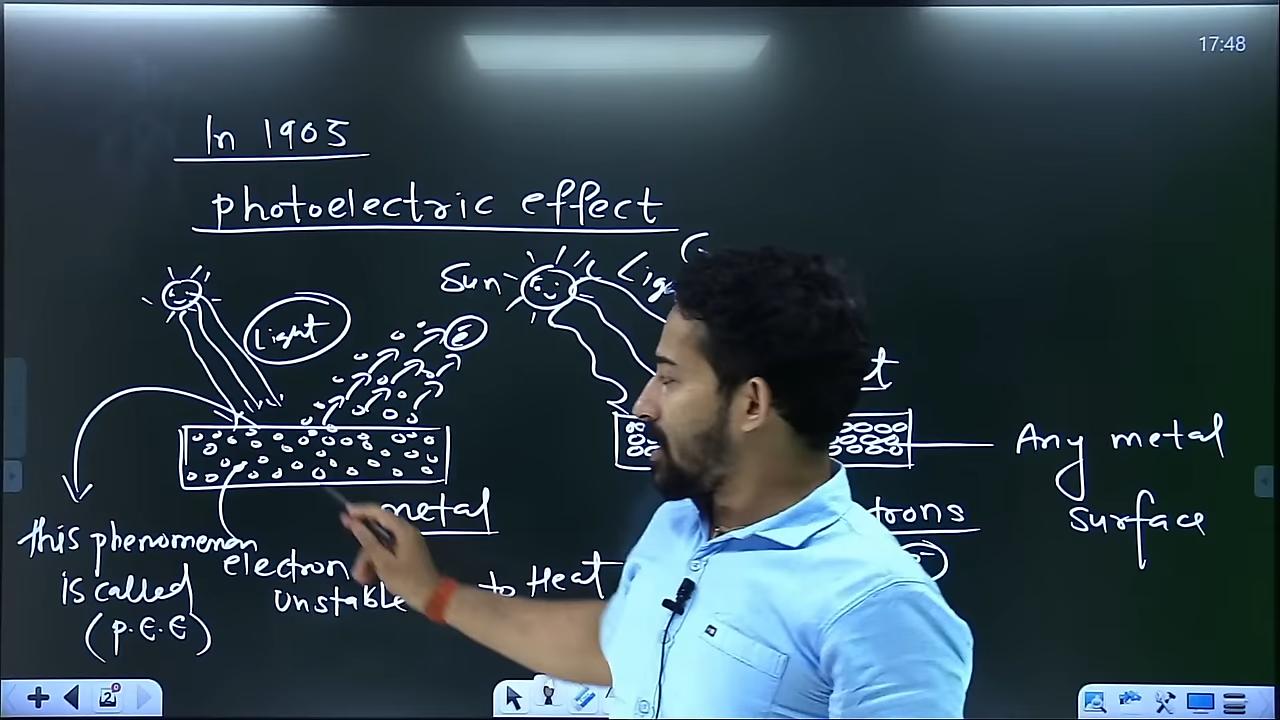 17:48
In 1905
photoelectric effect
Sun
Light
Any metal
surface
metal
this phenomenon
is called
(P.E.E)
electron
unstable
to Heat